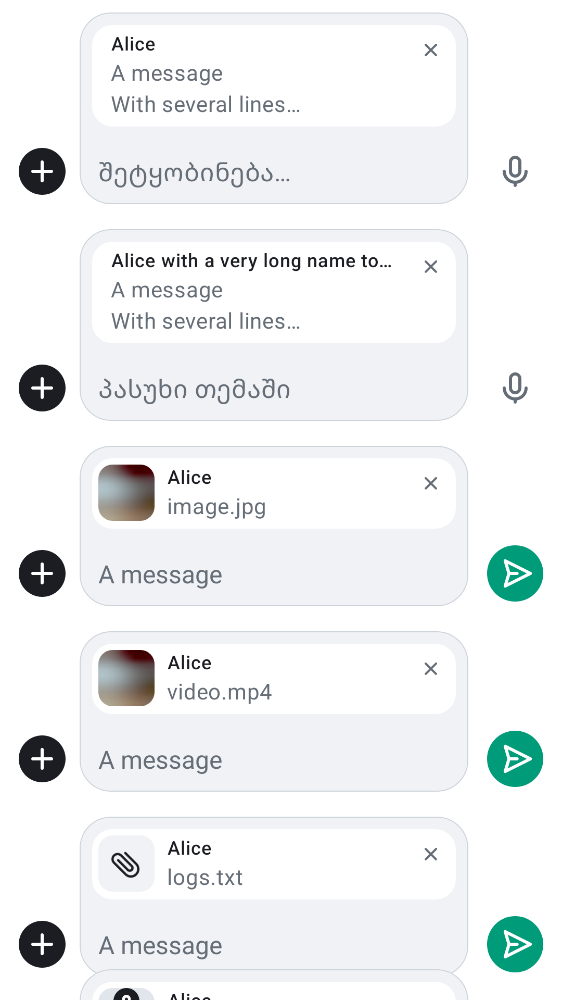 Alice
A message
With several lines…
შეტყობინება…
Alice with a very long name to…
A message
With several lines…
პასუხი თემაში
Alice
image.jpg
A message
Alice
video.mp4
A message
Alice
logs.txt
A message
Alice